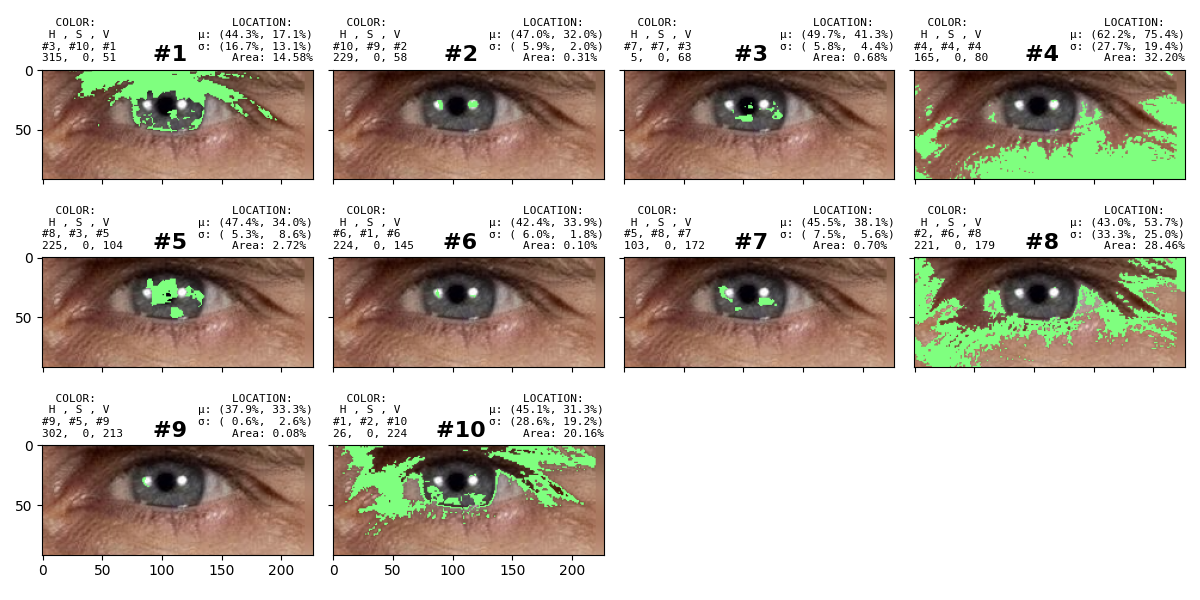 COLOR: LOCATION:
H , S , V μ: (44.3%, 17.1%)
#3, #10, #1 #1 σ: (16.7%, 13.1%)
315, 0, 51 Area: 14.58%
COLOR: LOCATION:
H , S , V μ: (47.0%, 32.0%)
#10, #9, #2 #2 σ: ( 5.9%, 2.0%)
229, 0, 58 Area: 0.31%
COLOR: LOCATION:
H , S , V μ: (49.7%, 41.3%)
#7, #7, #3 #3 σ: ( 5.8%, 4.4%)
5, 0, 68 Area: 0.68%
COLOR: LOCATION:
H , S , V μ: (62.2%, 75.4%)
#4, #4, #4 #4 σ: (27.7%, 19.4%)
165, 0, 80 Area: 32.20%
0
50
COLOR: LOCATION:
H , S , V μ: (47.4%, 34.0%)
#8, #3, #5 #5 σ: ( 5.3%, 8.6%)
225, 0, 104 Area: 2.72%
COLOR: LOCATION:
H , S , V μ: (42.4%, 33.9%)
#6, #1, #6 #6 σ: ( 6.0%, 1.8%)
224, 0, 145 Area: 0.10%
COLOR: LOCATION:
H , S , V μ: (45.5%, 38.1%)
#5, #8, #7 #7 σ: ( 7.5%, 5.6%)
103, 0, 172 Area: 0.70%
COLOR: LOCATION:
H , S , V μ: (43.0%, 53.7%)
#2, #6, #8 #8 σ: (33.3%, 25.0%)
221, 0, 179 Area: 28.46%
0
50
COLOR: LOCATION:
H , S , V μ: (37.9%, 33.3%)
#9, #5, #9 #9 σ: ( 0.6%, 2.6%)
302, 0, 213 Area: 0.08%
COLOR: LOCATION:
H , S , V μ: (45.1%, 31.3%)
#1, #2, #10 #10 σ: (28.6%, 19.2%)
26, 0, 224 Area: 20.16%
0
50
0 50 100 150 200
0 50 100 150 200